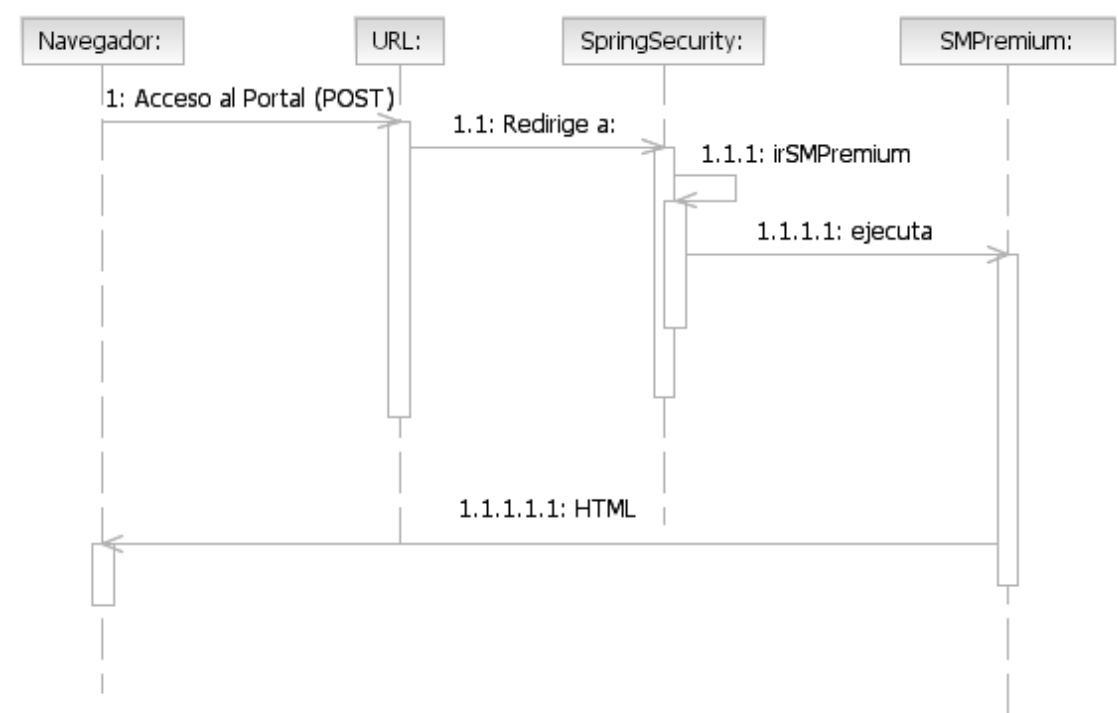 Navegador:
URL:
SpringSecurity:
SMPremium:
1: Acceso al Portal (POST)
1.1: Redirige a:
1.1.1: irSMPremium
1.1.1.1: ejecuta
1.1.1.1.1: HTML